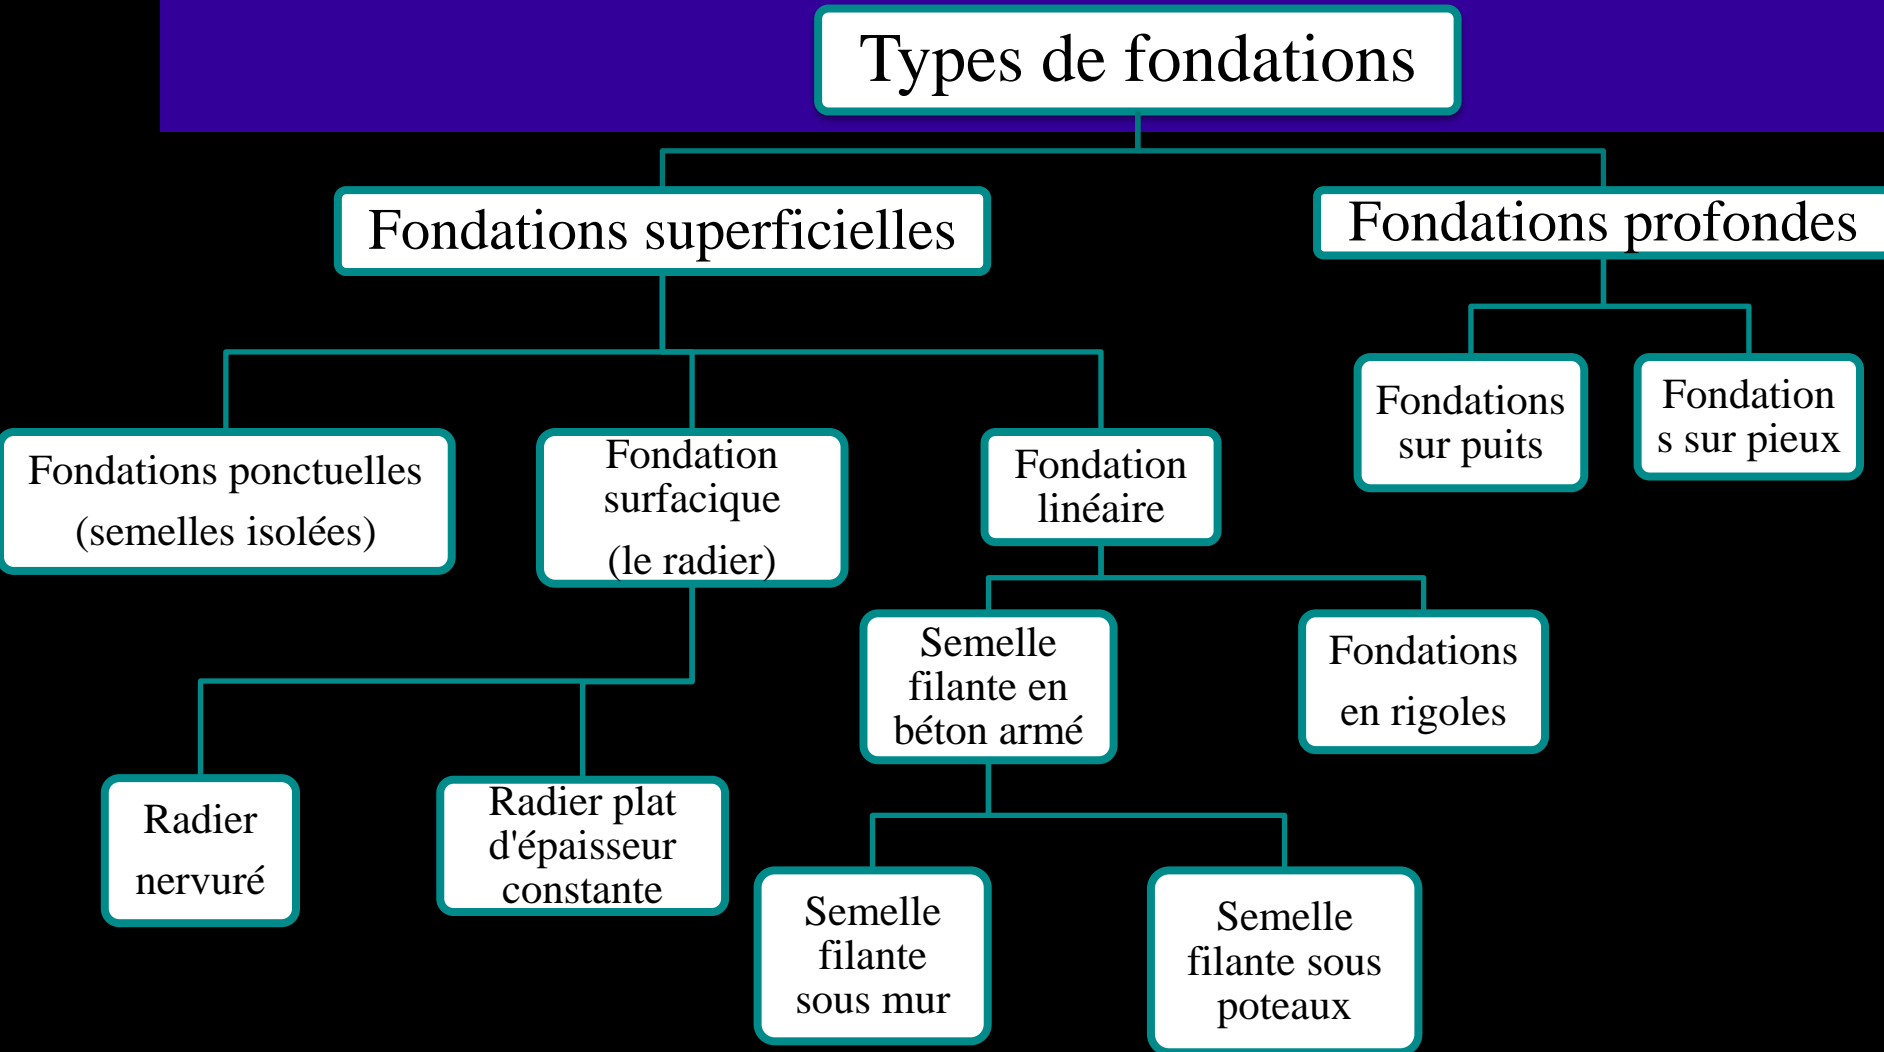 Types de fondations
Fondations superficielles
Fondations profondes
Fondations
sur puits
Fondation
s sur pieux
Fondations ponctuelles
(semelles isolées)
Fondation
surfacique
(le radier)
Fondation
linéaire
Semelle
filante en
béton armé
Fondations
en rigoles
Radier
nervuré
Radier plat
d'épaisseur
constante
Semelle
filante
sous mur
Semelle
filante sous
poteaux